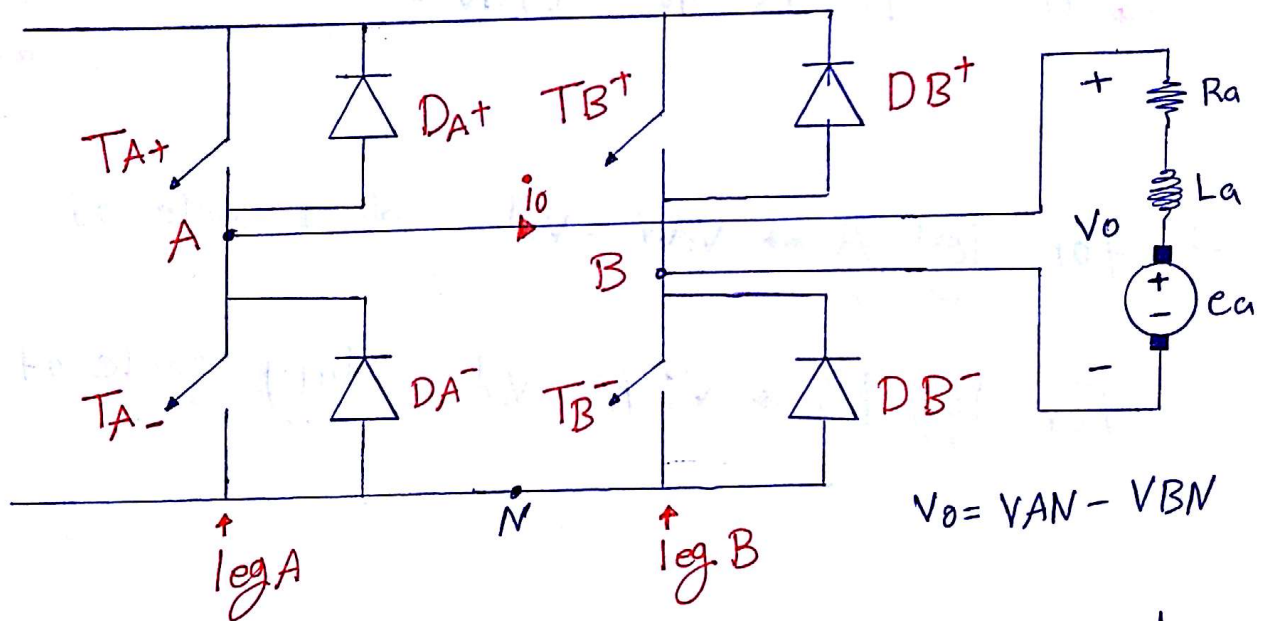 TA+
DA+
TB+
DB+
+
Ra
La
io
A
Vo
B
+
-
ea
TA-
DA-
TB-
DB-
-
N
Vo = VAN - VBN
leg A
leg B